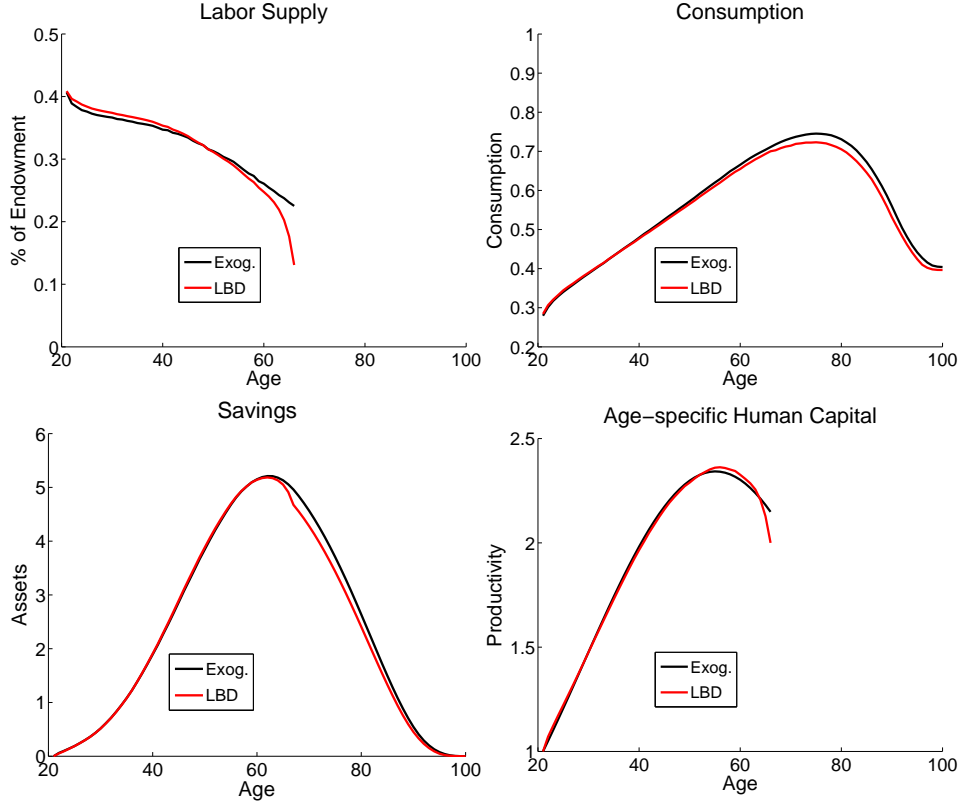 Labor Supply
0.5
0.4
0.3
0.2
0.1
0
% of Endowment
Exog.
LBD
20
40
60
80
100
Age
Consumption
1
0.9
0.8
0.7
0.6
0.5
0.4
0.3
0.2
Consumption
Exog.
LBD
20
40
60
80
100
Age
Savings
6
5
4
3
2
1
0
Assets
Exog.
LBD
20
40
60
80
100
Age
Age−specific Human Capital
2.5
2
1.5
1
Productivity
Exog.
LBD
20
40
60
80
100
Age